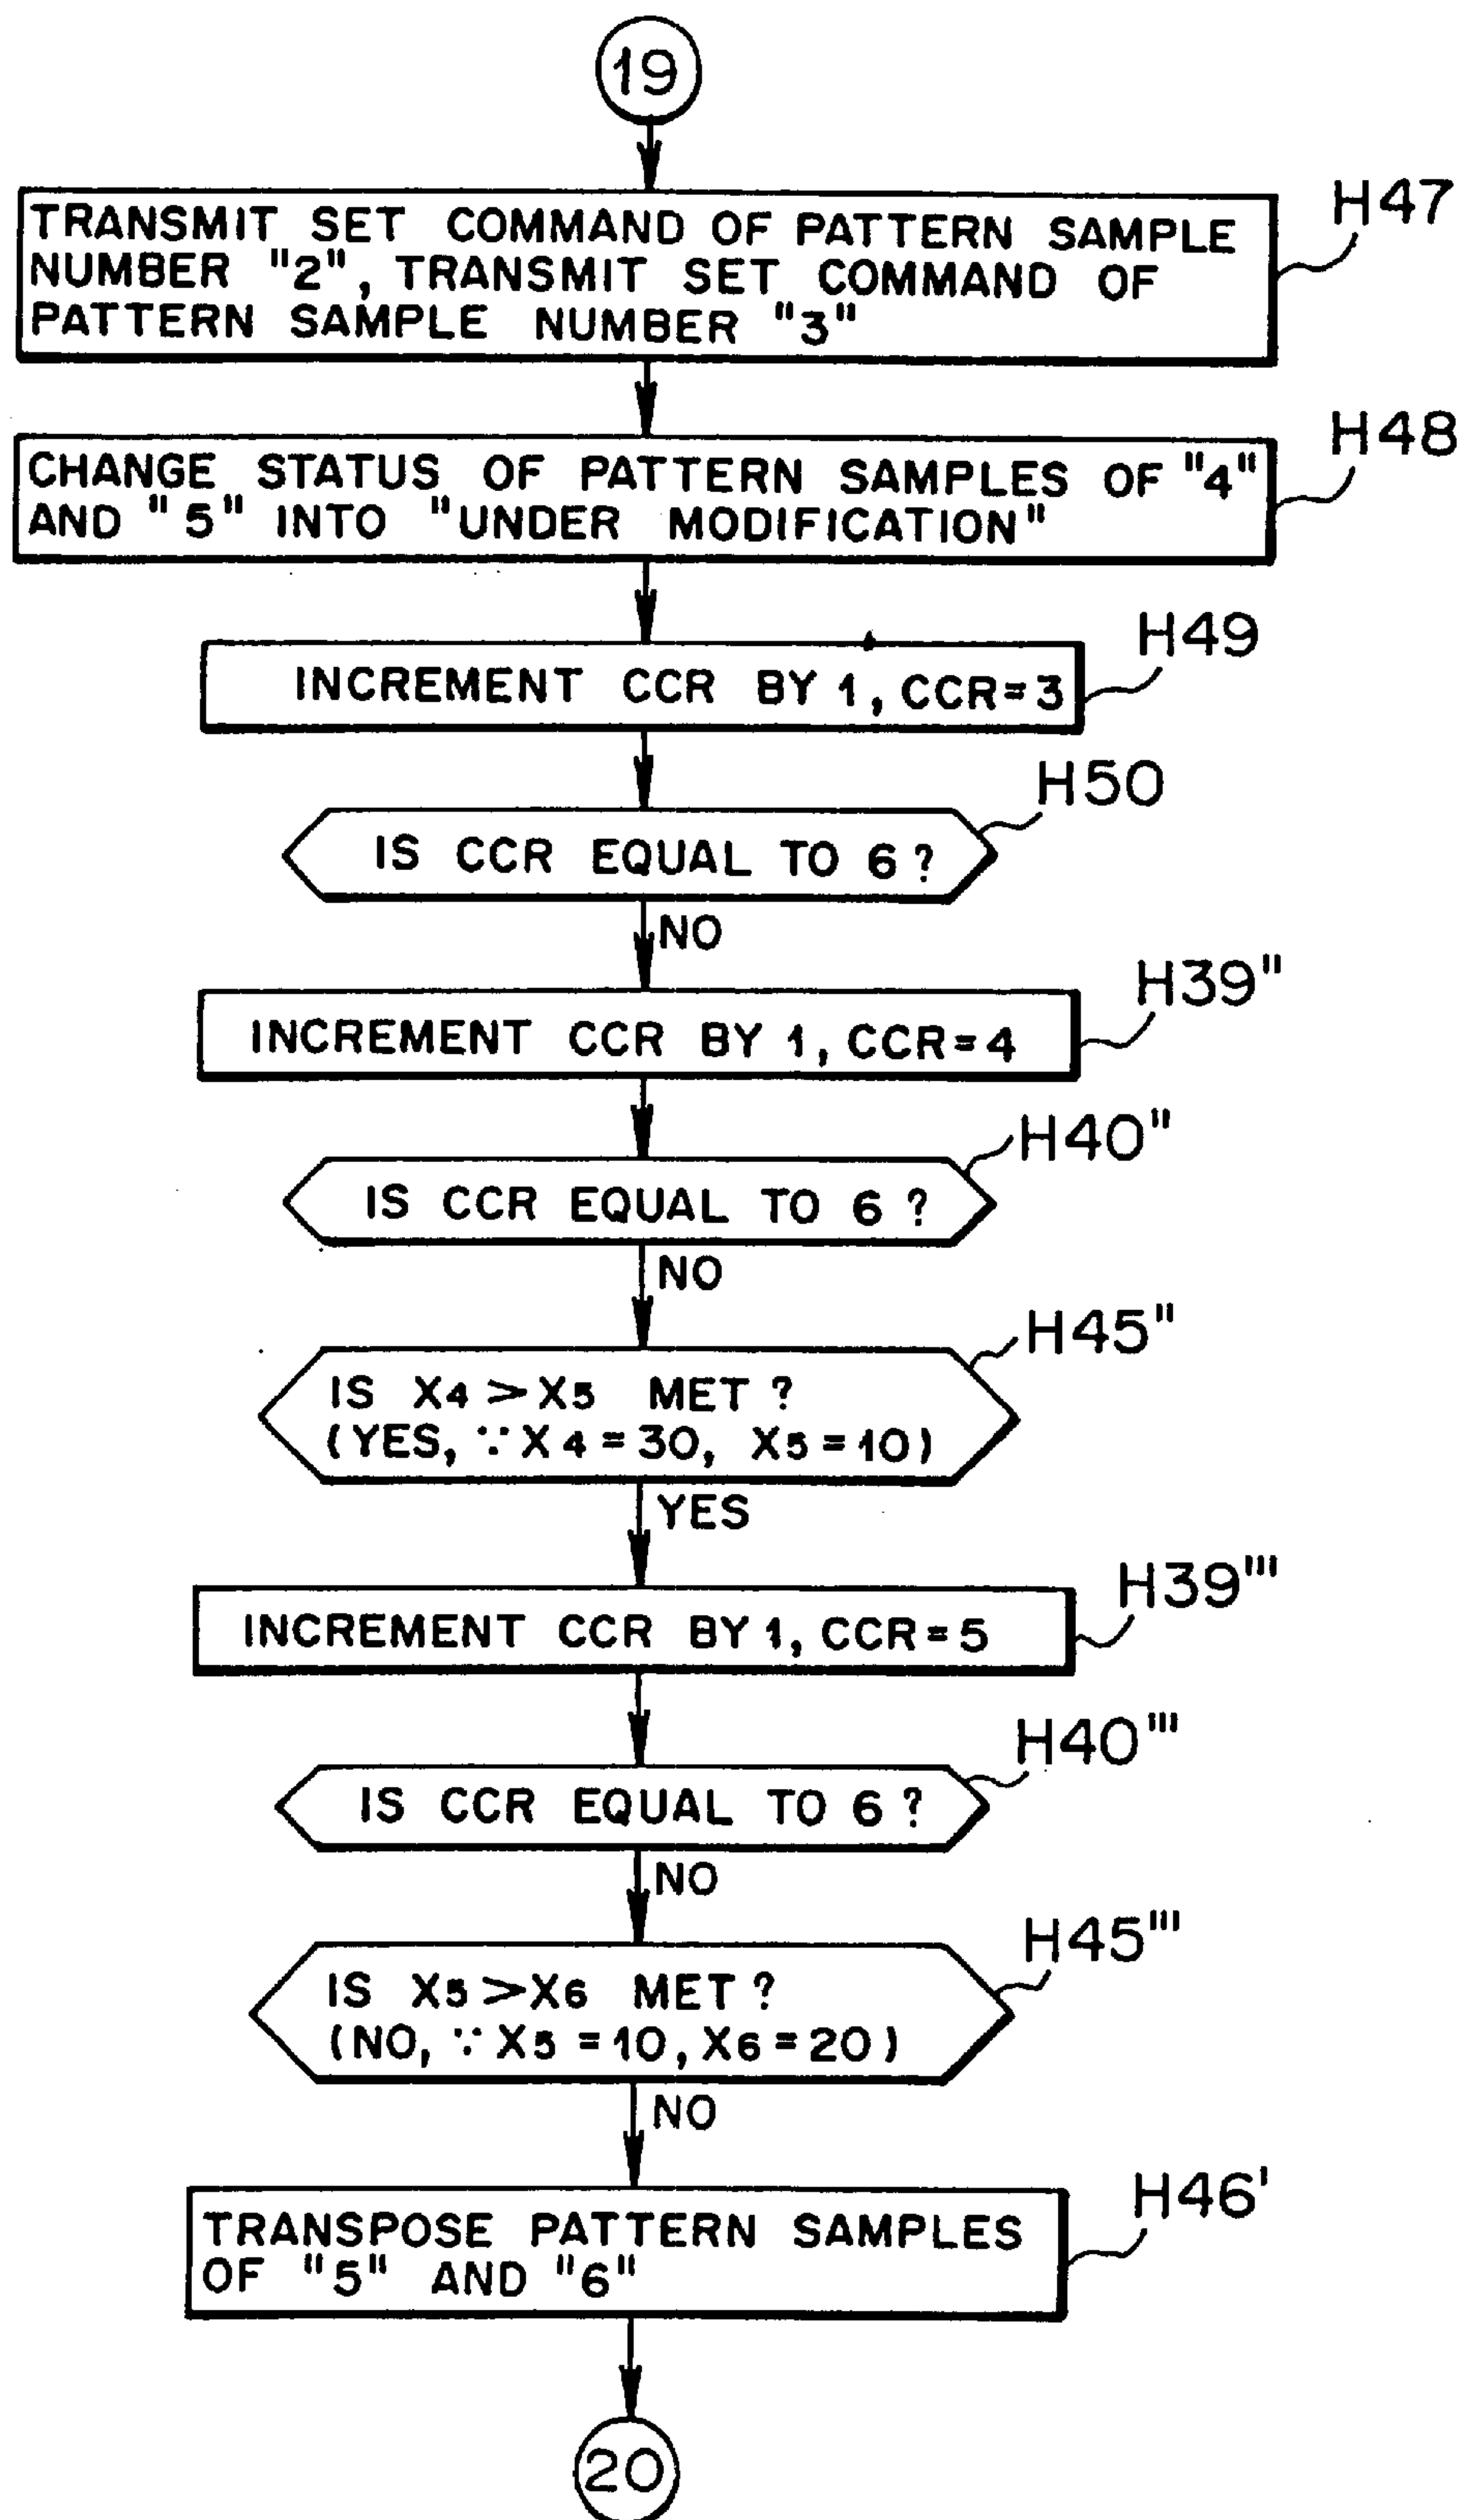 19
H47
TRANSMIT SET COMMAND OF PATTERN SAMPLE
NUMBER "2", TRANSMIT SET COMMAND OF
PATTERN SAMPLE NUMBER "3"
H48
CHANGE STATUS OF PATTERN SAMPLES OF "4"
AND "5" INTO "UNDER MODIFICATION"
H49
INCREMENT CCR BY 1, CCR=3
H50
IS CCR EQUAL TO 6?
NO
H39"
INCREMENT CCR BY 1, CCR=4
H40"
IS CCR EQUAL TO 6?
NO
H45"
IS X4>X5 MET?
(YES, ∵X4=30, X5=10)
YES
H39'''
INCREMENT CCR BY 1, CCR=5
H40'''
IS CCR EQUAL TO 6?
NO
H45'''
IS X5>X6 MET?
(NO, ∵X5=10, X6=20)
NO
H46'
TRANSPOSE PATTERN SAMPLES
OF "5" AND "6"
20